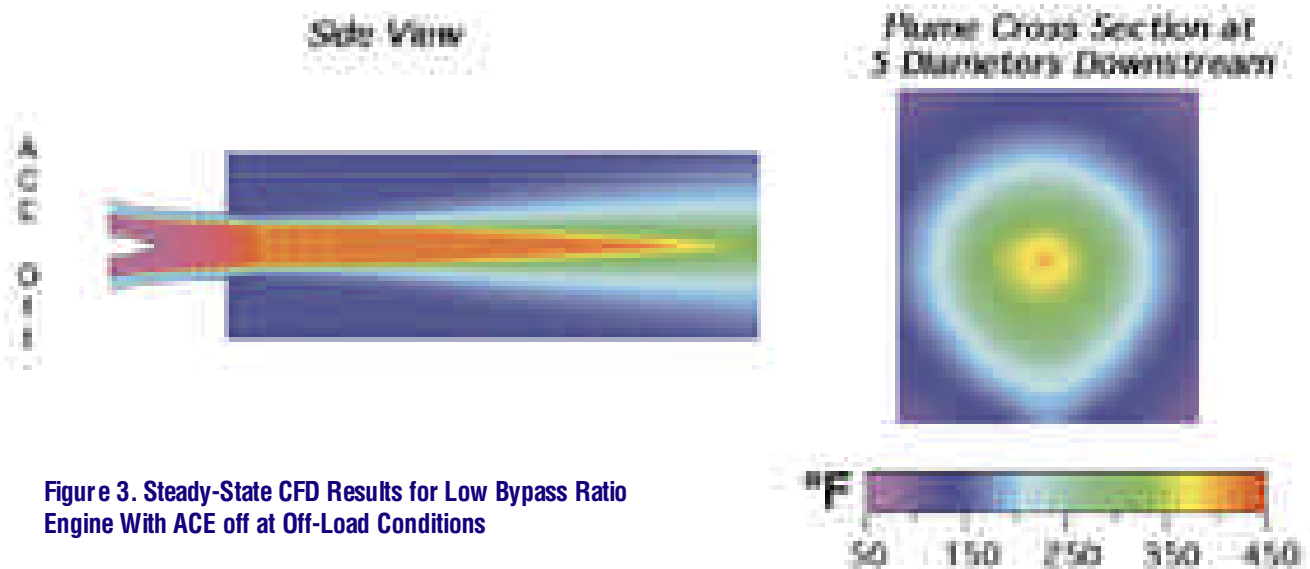 Side View
Plume Cross Section at
5 Diameters Downstream
A
C
E
O
f
f
°F
50 150 250 350 450
Figure 3. Steady-State CFD Results for Low Bypass Ratio
Engine With ACE off at Off-Load Conditions